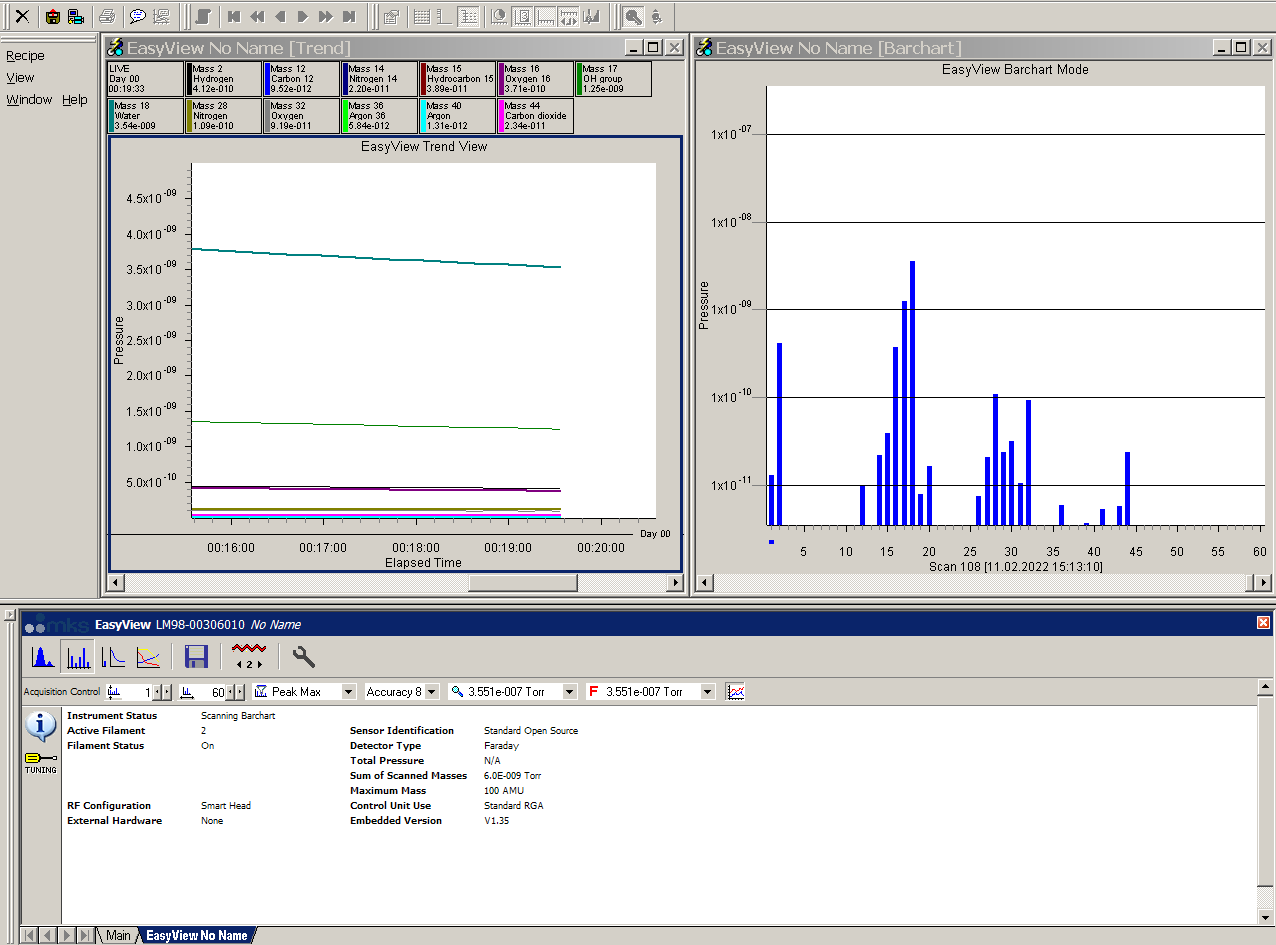 Recipe
View
Window Help
EasyView No Name [Trend]
LIVE
Day 00
00:19:33
Mass 2
Hydrogen
4.12e-010
Mass 12
Carbon 12
9.52e-012
Mass 14
Nitrogen 14
2.20e-011
Mass 15
Hydrocarbon 15
3.89e-011
Mass 16
Oxygen 16
3.71e-010
Mass 17
OH group
1.25e-009
Mass 18
Water
3.54e-009
Mass 28
Nitrogen
1.09e-010
Mass 32
Oxygen
9.19e-011
Mass 36
Argon 36
5.84e-012
Mass 40
Argon
1.31e-012
Mass 44
Carbon dioxide
2.34e-011
EasyView Trend View
Pressure
4.5x10 -09
4.0x10 -09
3.5x10 -09
3.0x10 -09
2.5x10 -09
2.0x10 -09
1.5x10 -09
1.0x10 -09
5.0x10 -10
Day 00
00:16:00 00:17:00 00:18:00 00:19:00 00:20:00
Elapsed Time
EasyView No Name [Barchart]
EasyView Barchart Mode
Pressure
1x10 -07
1x10 -08
1x10 -09
1x10 -10
1x10 -11
5 10 15 20 25 30 35 40 45 50 55 60
Scan 108 [11.02.2022 15:13:10]
mks EasyView LM98-00306010 No Name
2
Acquisition Control 1 60 Peak Max Accuracy 8 3.551e-007 Torr F 3.551e-007 Torr
TUNING
Instrument Status Scanning Barchart
Active Filament 2 Sensor Identification Standard Open Source
Filament Status On Detector Type Faraday
Total Pressure N/A
Sum of Scanned Masses 6.0E-009 Torr
Maximum Mass 100 AMU
RF Configuration Smart Head Control Unit Use Standard RGA
External Hardware None Embedded Version V1.35
Main EasyView No Name